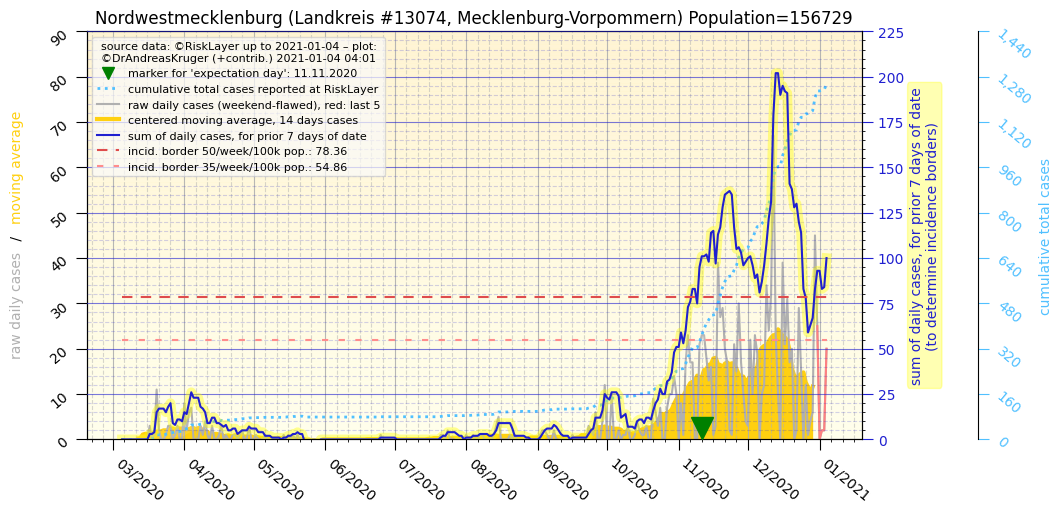 Nordwestmecklenburg (Landkreis #13074, Mecklenburg-Vorpommern) Population=156729
source data: ©RiskLayer up to 2021-01-04 – plot:
©DrAndreasKruger (+contrib.) 2021-01-04 04:01
marker for 'expectation day': 11.11.2020
cumulative total cases reported at RiskLayer
raw daily cases (weekend-flawed), red: last 5
centered moving average, 14 days cases
sum of daily cases, for prior 7 days of date
incid. border 50/week/100k pop.: 78.36
incid. border 35/week/100k pop.: 54.86
raw daily cases / moving average
90
80
70
60
50
40
30
20
10
0
03/2020
04/2020
05/2020
06/2020
07/2020
08/2020
09/2020
10/2020
11/2020
12/2020
01/2021
225
200
175
150
125
100
75
50
25
0
sum of daily cases, for prior 7 days of date
(to determine incidence borders)
1,440
1,280
1,120
960
800
640
480
320
160
0
cumulative total cases